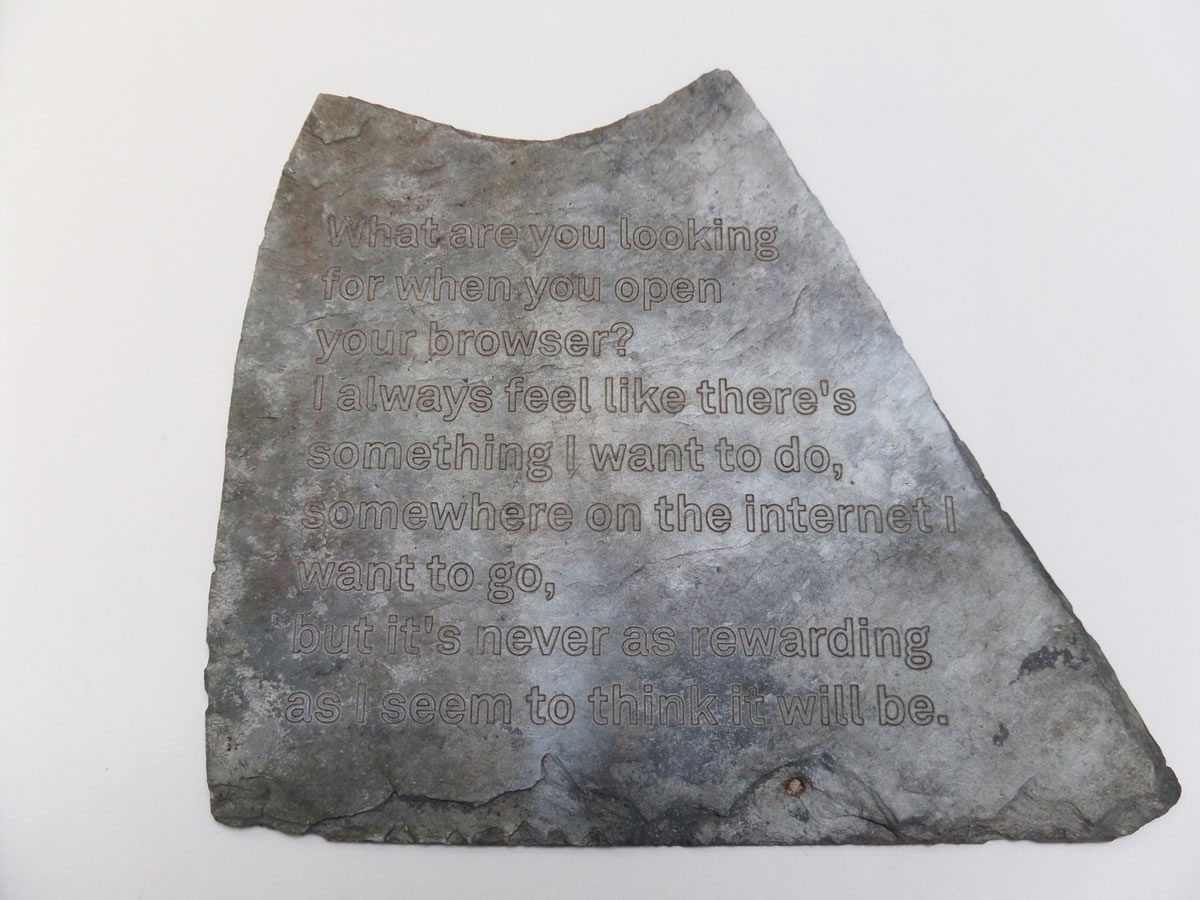 What are you looking
for when you open
your browser?
I always feel like there's
something I want to do,
somewhere on the internet I
want to go,
but it's never as rewarding
as I seem to think it will be.